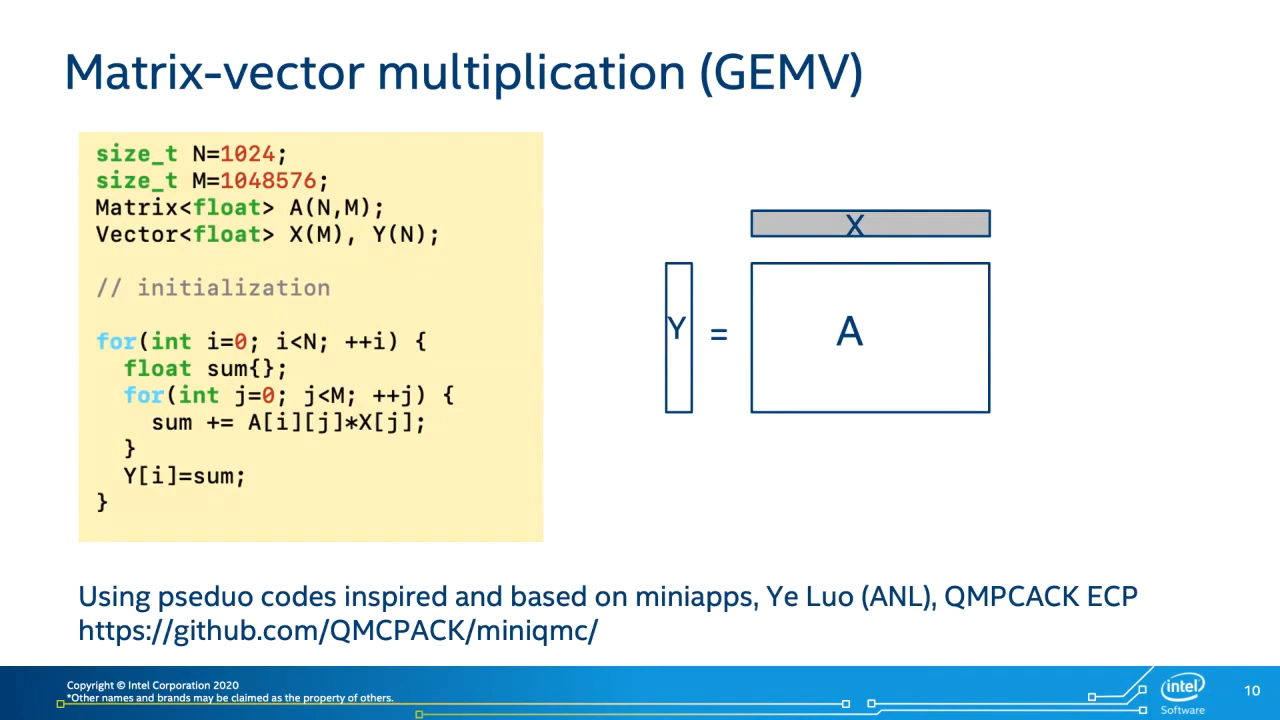 Matrix-vector multiplication (GEMV)
size_t N=1024;
size_t M=1048576;
Matrix<float> A(N,M);
Vector<float> X(M), Y(N);
// initialization
for(int i=0; i<N; ++i) {
  float sum{};
  for(int j=0; j<M; ++j) {
    sum += A[i][j]*X[j];
  }
  Y[i]=sum;
}
X
Y = A
Using pseduo codes inspired and based on miniapps, Ye Luo (ANL), QMPCACK ECP
https://github.com/QMCPACK/miniqmc/
Copyright © Intel Corporation 2020
*Other names and brands may be claimed as the property of others.
intel
Software
10